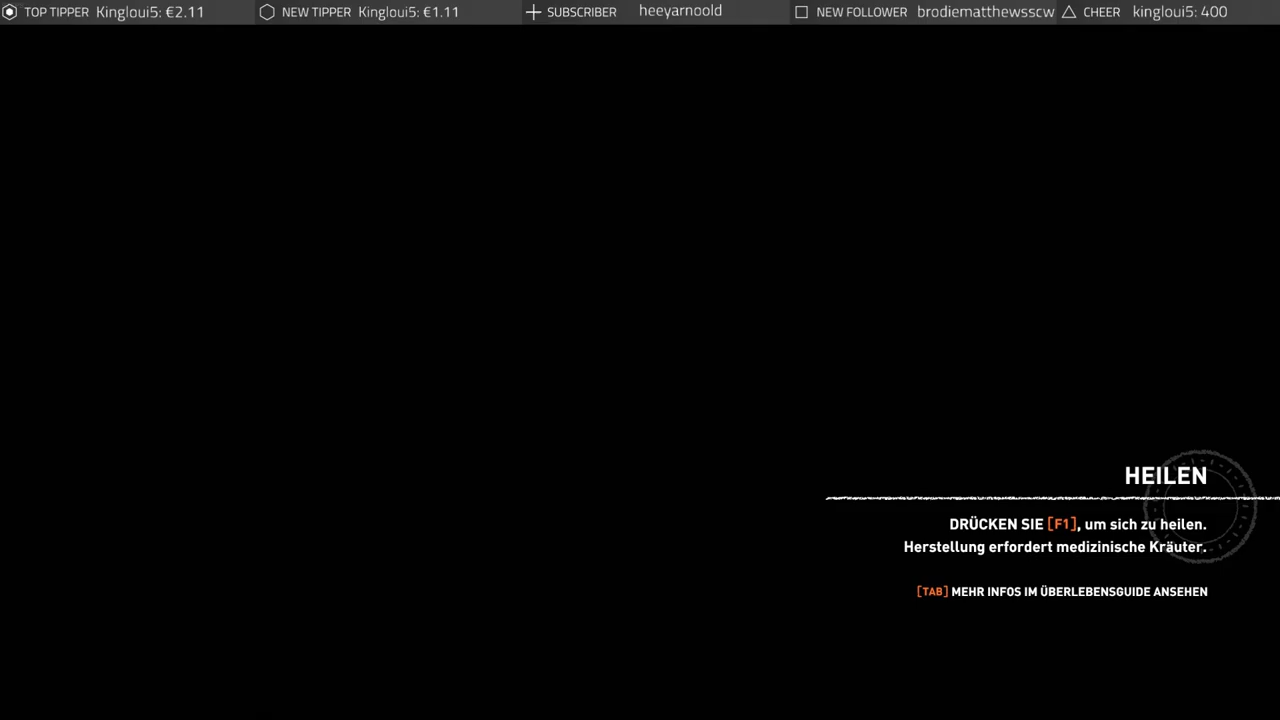 TOP TIPPER Kingloui5: €2.11 NEW TIPPER Kingloui5: €1.11 SUBSCRIBER heeyarnoold NEW FOLLOWER brodiematthewsscw CHEER kingloui5: 400
HEILEN
DRÜCKEN SIE [F1], um sich zu heilen.
Herstellung erfordert medizinische Kräuter.
[TAB] MEHR INFOS IM ÜBERLEBENSGUIDE ANSEHEN